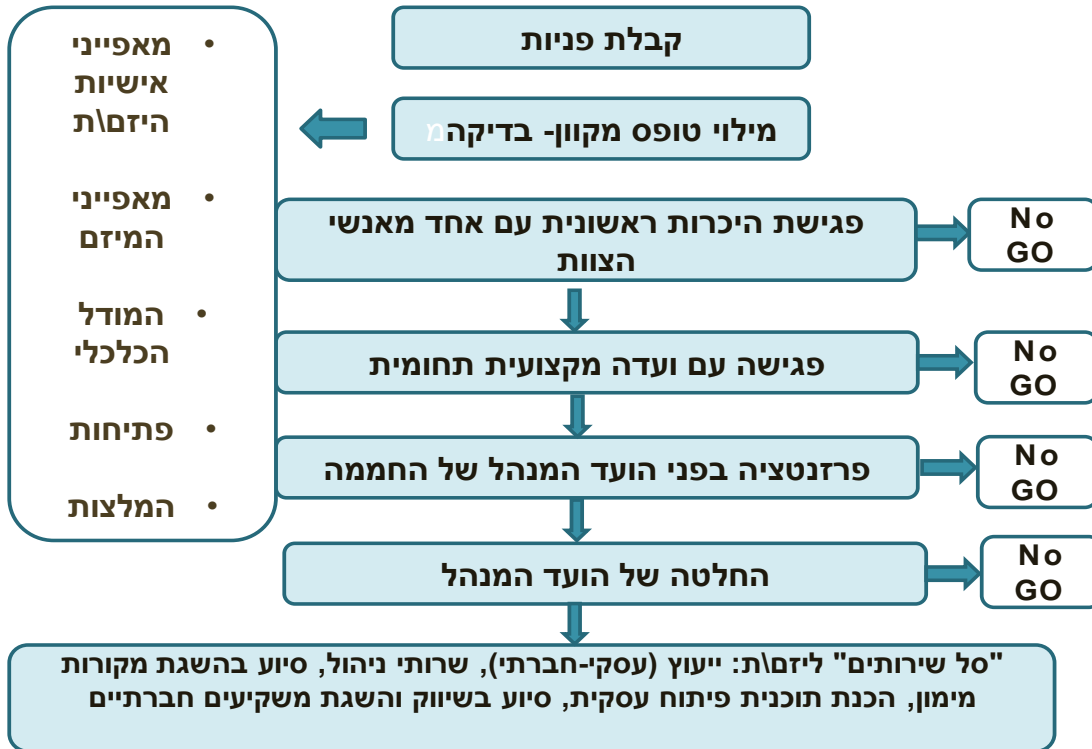 קבלת פניות
מילוי טופס מקוון- בדיקהמ
• מאפייני
אישיות
היזם\ת
• מאפייני
המיזם
• המודל
הכלכלי
• פתיחות
• המלצות
פגישת היכרות ראשונית עם אחד מאנשי
הצוות
No
GO
פגישה עם ועדה מקצועית תחומית
No
GO
פרזנטציה בפני הועד המנהל של החממה
No
GO
החלטה של הועד המנהל
No
GO
"סל שירותים" ליזם\ת: ייעוץ (עסקי-חברתי), שרותי ניהול, סיוע בהשגת מקורות
מימון, הכנת תוכנית פיתוח עסקית, סיוע בשיווק והשגת משקיעים חברתיים